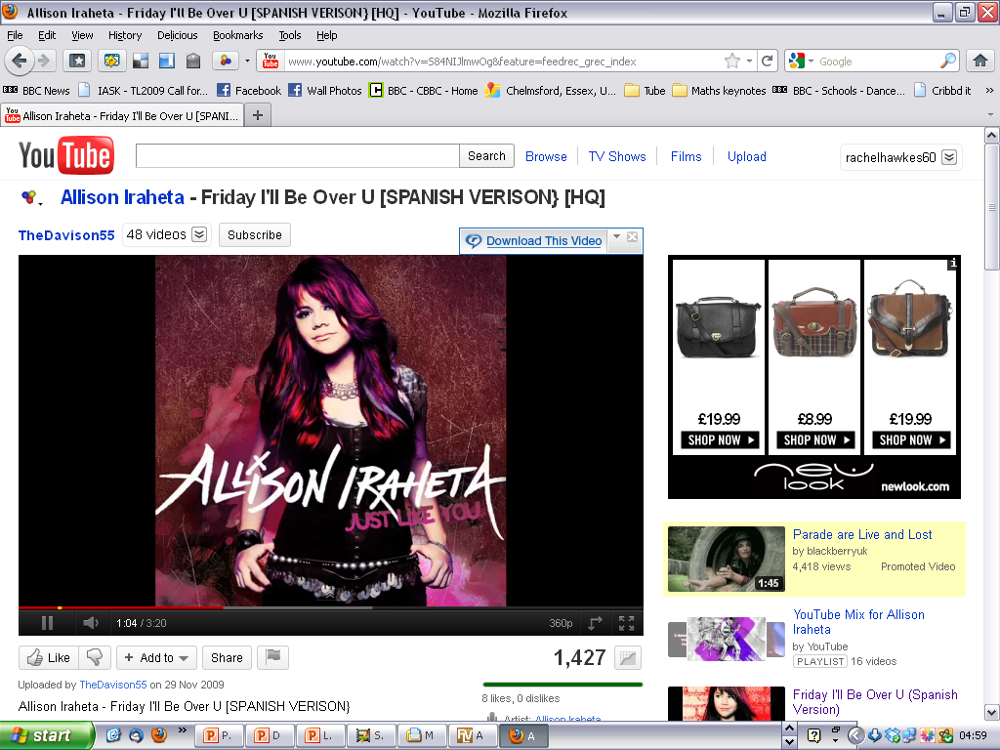 Allison Iraheta - Friday I'll Be Over U [SPANISH VERISON} [HQ] - YouTube - Mozilla Firefox
File Edit View History Delicious Bookmarks Tools Help
You Tube www.youtube.com/watch?v=S84NIJlmwOg&feature=feedrec_grec_index Google
BBC BBC News IASK - TL2009 Call for... Facebook Wall Photos BBC - CBBC - Home Chelmsford, Essex, U... Tube Maths keynotes BBC BBC - Schools - Dance... Cribbd it »
You Tube Allison Iraheta - Friday I'll Be Over U [SPANI... +
YouTube Search Browse TV Shows Films Upload rachelhawkes60
Allison Iraheta - Friday I'll Be Over U [SPANISH VERISON} [HQ]
TheDavison55 48 videos Subscribe
Download This Video
ALLISON IRAHETA
JUST LIKE YOU
1:04 / 3:20 360p
Like + Add to Share 1,427
Uploaded by TheDavison55 on 29 Nov 2009
8 likes, 0 dislikes
Allison Iraheta - Friday I'll Be Over U [SPANISH VERISON}
Artist: Allison Iraheta
i
£19.99 £8.99 £19.99
SHOP NOW SHOP NOW SHOP NOW
new look newlook.com
1:45
Parade are Live and Lost
by blackberryuk
4,418 views Promoted Video
YouTube Mix for Allison
Iraheta
by YouTube
PLAYLIST 16 videos
Friday I'll Be Over U (Spanish
Version)
start » P. D L. S. M A A 04:59